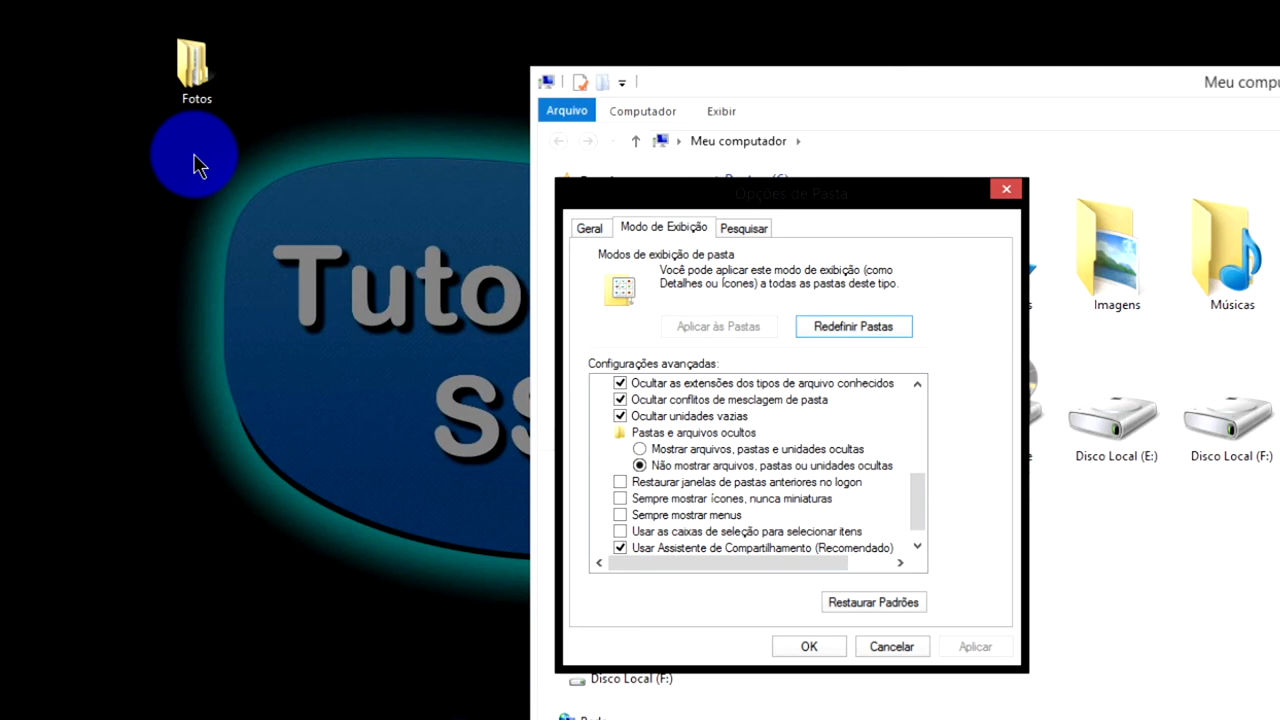 Fotos
Tuto
SS
Meu compu
Arquivo
Computador
Exibir
Meu computador
Opções de Pasta
Geral
Modo de Exibição
Pesquisar
Modos de exibição de pasta
Você pode aplicar este modo de exibição (como
Detalhes ou Ícones) a todas as pastas deste tipo.
Aplicar às Pastas
Redefinir Pastas
Configurações avançadas:
Ocultar as extensões dos tipos de arquivo conhecidos
Ocultar conflitos de mesclagem de pasta
Ocultar unidades vazias
Pastas e arquivos ocultos
Mostrar arquivos, pastas e unidades ocultas
Não mostrar arquivos, pastas ou unidades ocultas
Restaurar janelas de pastas anteriores no logon
Sempre mostrar ícones, nunca miniaturas
Sempre mostrar menus
Usar as caixas de seleção para selecionar itens
Usar Assistente de Compartilhamento (Recomendado)
Restaurar Padrões
OK
Cancelar
Aplicar
Imagens
Músicas
Disco Local (E:)
Disco Local (F:)
Disco Local (F:)